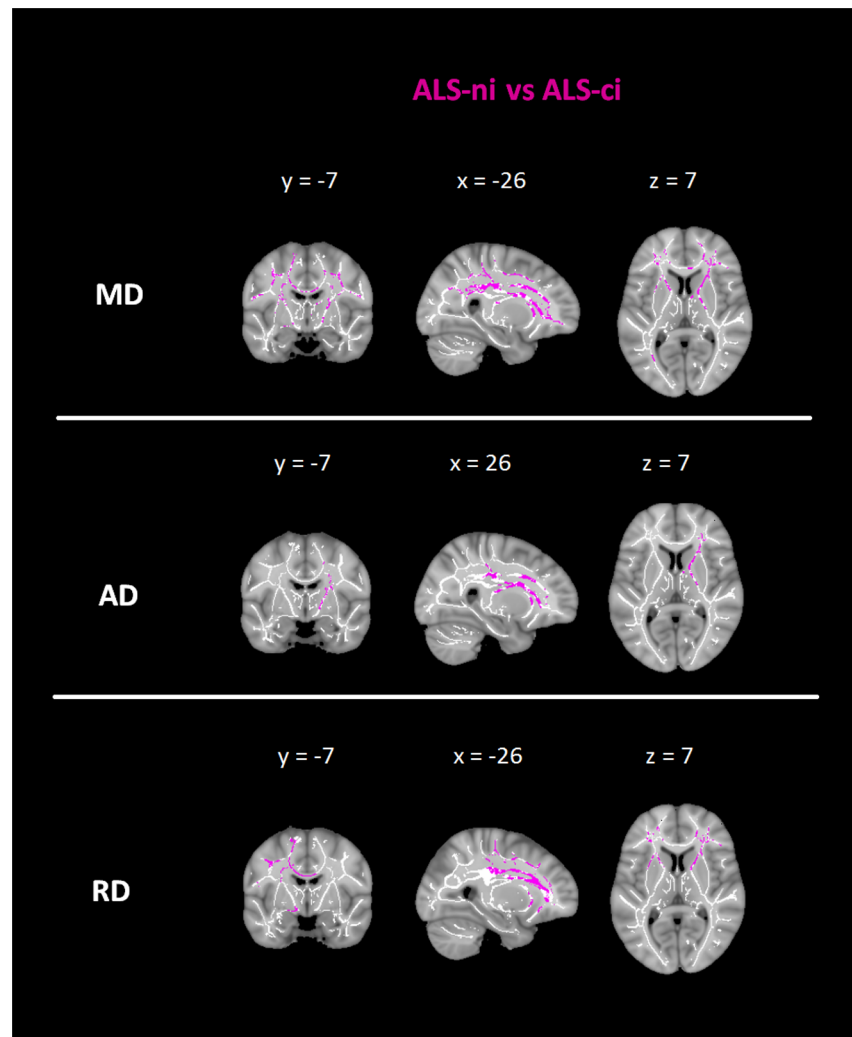 ALS-ni vs ALS-ci
y = -7 x = -26 z = 7
MD
y = -7 x = 26 z = 7
AD
y = -7 x = -26 z = 7
RD